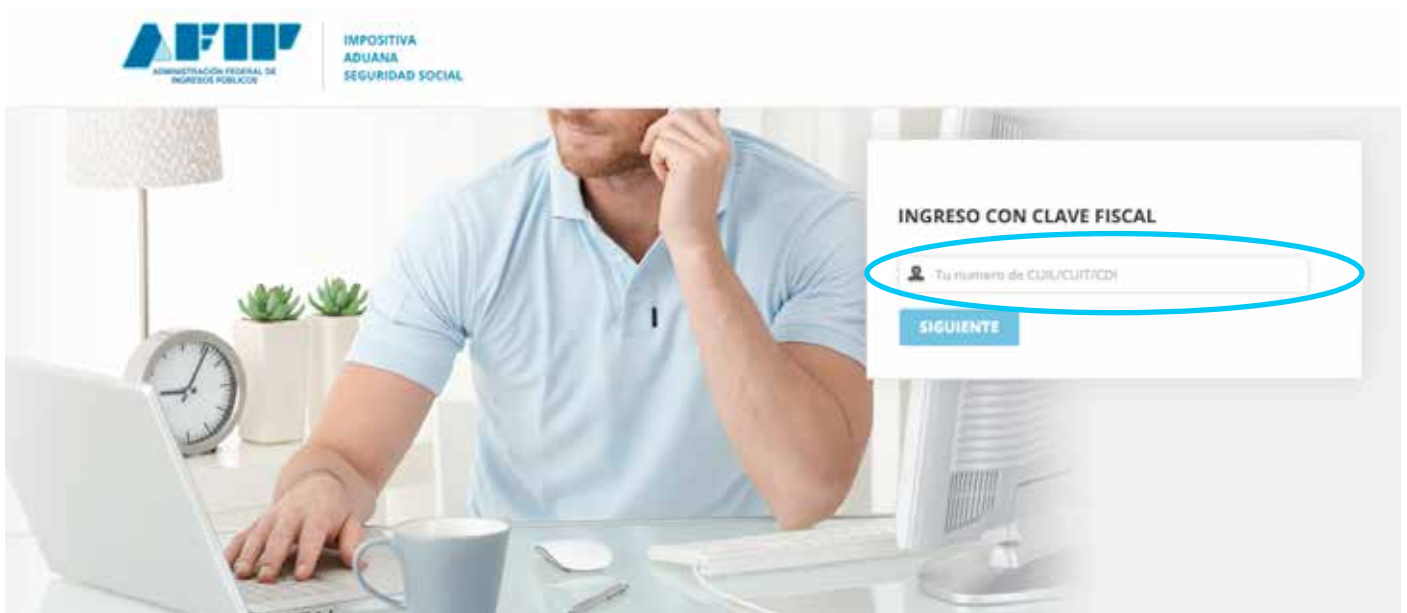 AFIP
ADMINISTRACIÓN FEDERAL DE
INGRESOS PÚBLICOS
IMPOSITIVA
ADUANA
SEGURIDAD SOCIAL
INGRESO CON CLAVE FISCAL
Tu numero de CUIL/CUIT/CDI
SIGUIENTE